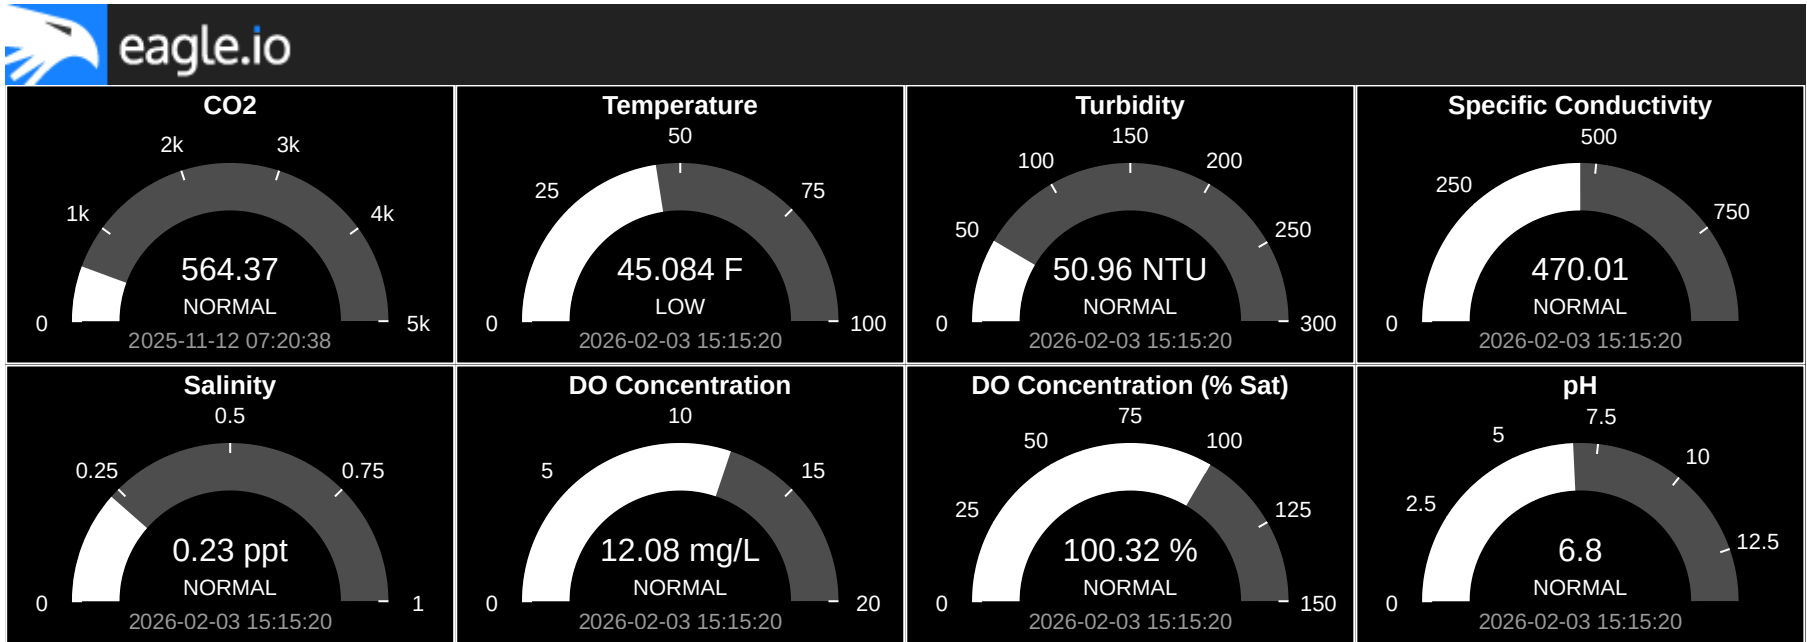 eagle.io
CO2
2k
3k
1k
4k
564.37
NORMAL
0
5k
2025-11-12 07:20:38
Temperature
50
25
75
45.084 F
LOW
0
100
2026-02-03 15:15:20
Turbidity
150
100
200
50
250
50.96 NTU
NORMAL
0
300
2026-02-03 15:15:20
Specific Conductivity
500
250
750
470.01
NORMAL
0
2026-02-03 15:15:20
Salinity
0.5
0.25
0.75
0.23 ppt
NORMAL
0
1
2026-02-03 15:15:20
DO Concentration
10
5
15
12.08 mg/L
NORMAL
0
20
2026-02-03 15:15:20
DO Concentration (% Sat)
75
50
100
25
125
100.32 %
NORMAL
0
150
2026-02-03 15:15:20
pH
7.5
5
10
2.5
12.5
6.8
NORMAL
0
2026-02-03 15:15:20